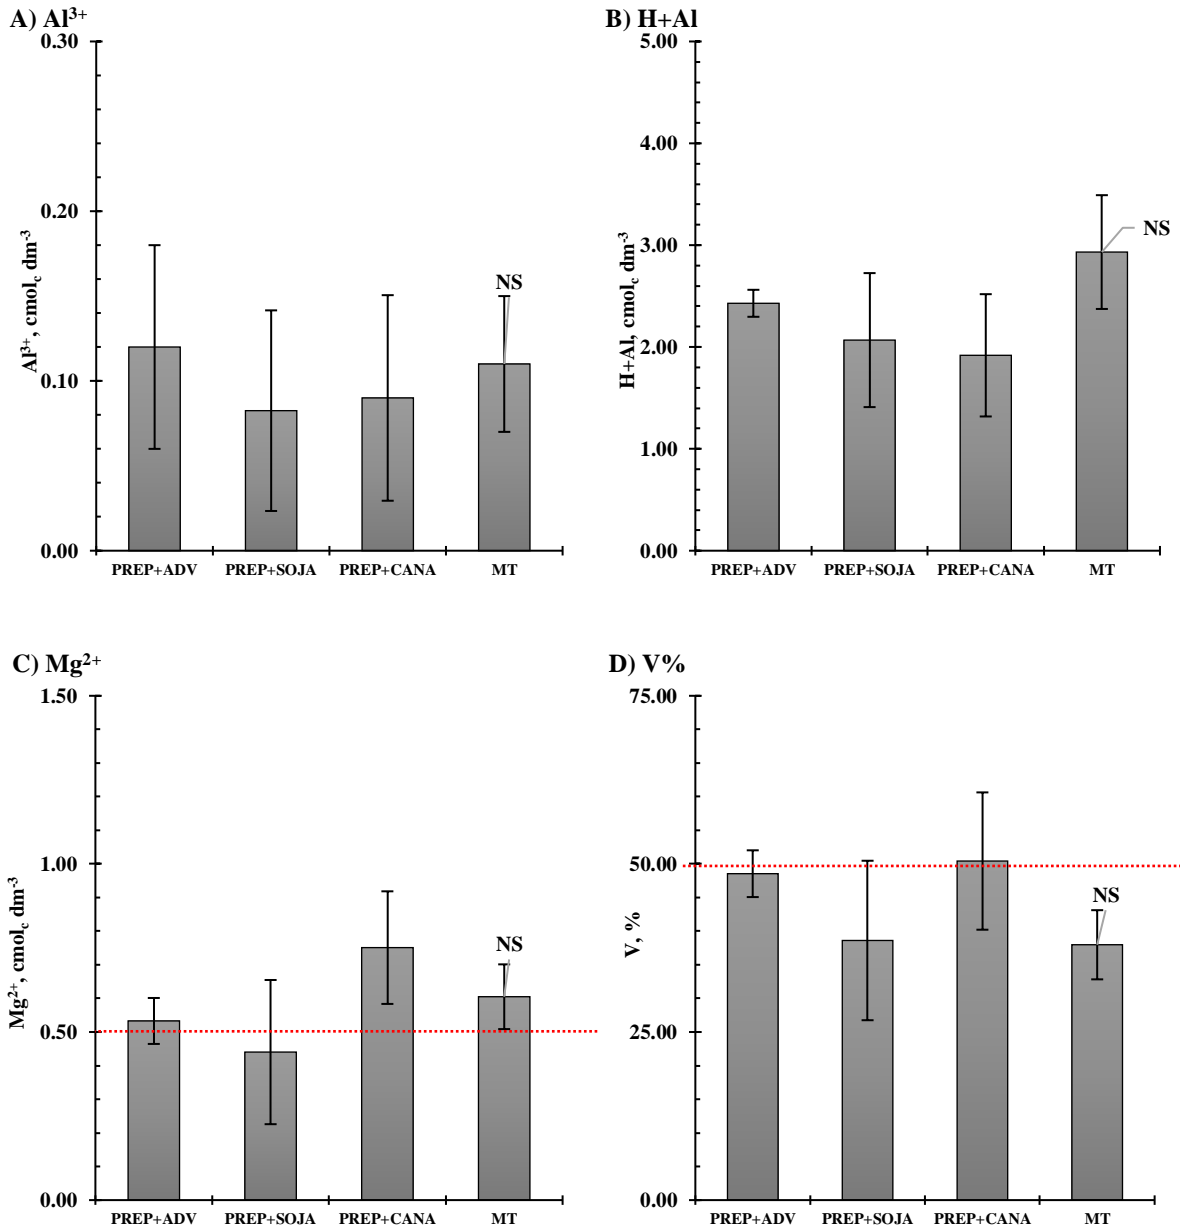 A) Al³⁺
0.30
0.20
0.10
0.00
Al³⁺, cmol_c dm⁻³
NS
PREP+ADV PREP+SOJA PREP+CANA MT
B) H+Al
5.00
4.00
3.00
2.00
1.00
0.00
H+Al, cmol_c dm⁻³
NS
PREP+ADV PREP+SOJA PREP+CANA MT
C) Mg²⁺
1.50
1.00
0.50
0.00
Mg²⁺, cmol_c dm⁻³
NS
PREP+ADV PREP+SOJA PREP+CANA MT
D) V%
75.00
50.00
25.00
0.00
V, %
NS
PREP+ADV PREP+SOJA PREP+CANA MT